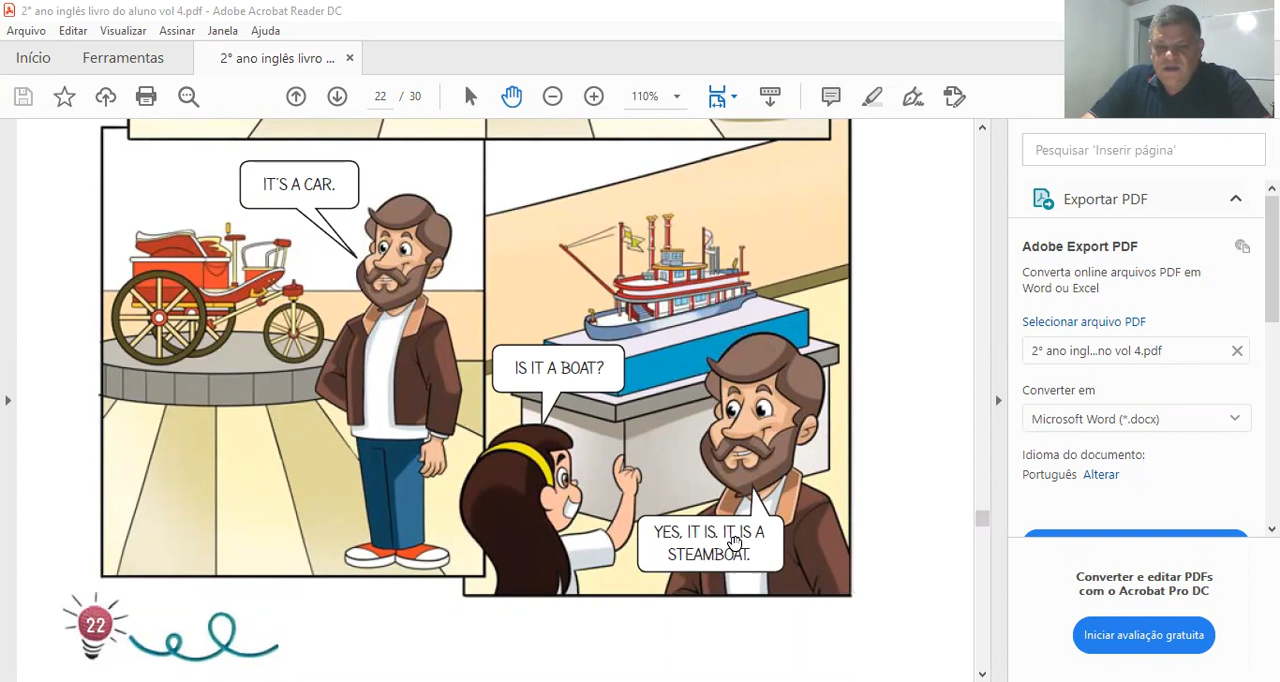 2° ano inglês livro do aluno vol 4.pdf - Adobe Acrobat Reader DC
Arquivo Editar Visualizar Assinar Janela Ajuda
Início Ferramentas 2° ano inglês livro ... ×
22 / 30 110%
IT'S A CAR.
IS IT A BOAT?
YES, IT IS. IT IS A
STEAMBOAT.
22
Pesquisar 'Inserir página'
Exportar PDF
Adobe Export PDF
Converta online arquivos PDF em
Word ou Excel
Selecionar arquivo PDF
2° ano ingl...no vol 4.pdf
Converter em
Microsoft Word (*.docx)
Idioma do documento:
Português Alterar
Converter e editar PDFs
com o Acrobat Pro DC
Iniciar avaliação gratuita